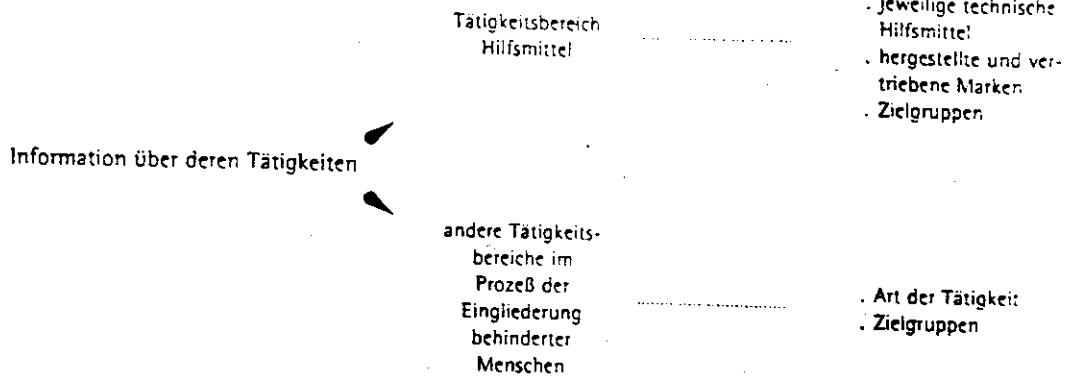 Tätigkeitsbereich
Hilfsmittel
. jeweilige technische
Hilfsmittel
. hergestellte und ver-
triebene Marken
. Zielgruppen
Information über deren Tätigkeiten
andere Tätigkeits-
bereiche im
Prozeß der
Eingliederung
behinderter
Menschen
. Art der Tätigkeit
. Zielgruppen